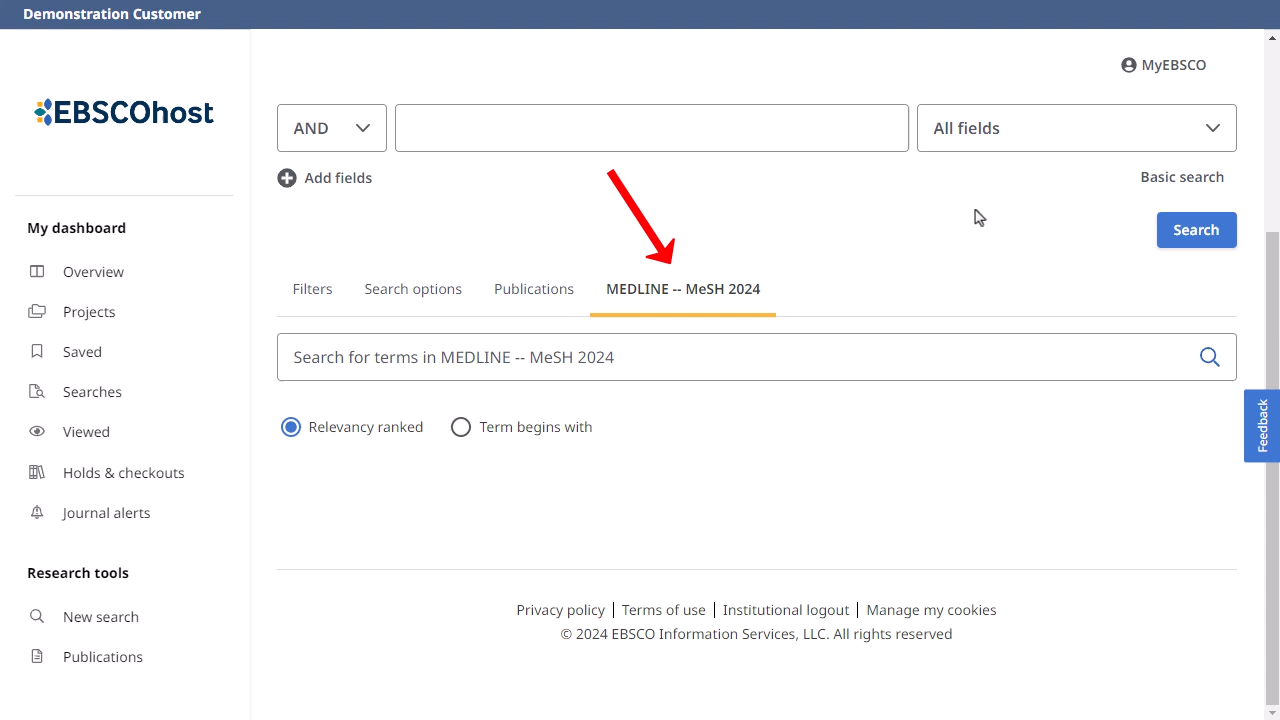 Demonstration Customer
EBSCOhost
My dashboard
Overview
Projects
Saved
Searches
Viewed
Holds & checkouts
Journal alerts
Research tools
New search
Publications
MyEBSCO
AND
All fields
Add fields
Basic search
Search
Filters Search options Publications MEDLINE -- MeSH 2024
Search for terms in MEDLINE -- MeSH 2024
Relevancy ranked Term begins with
Feedback
Privacy policy | Terms of use | Institutional logout | Manage my cookies
© 2024 EBSCO Information Services, LLC. All rights reserved